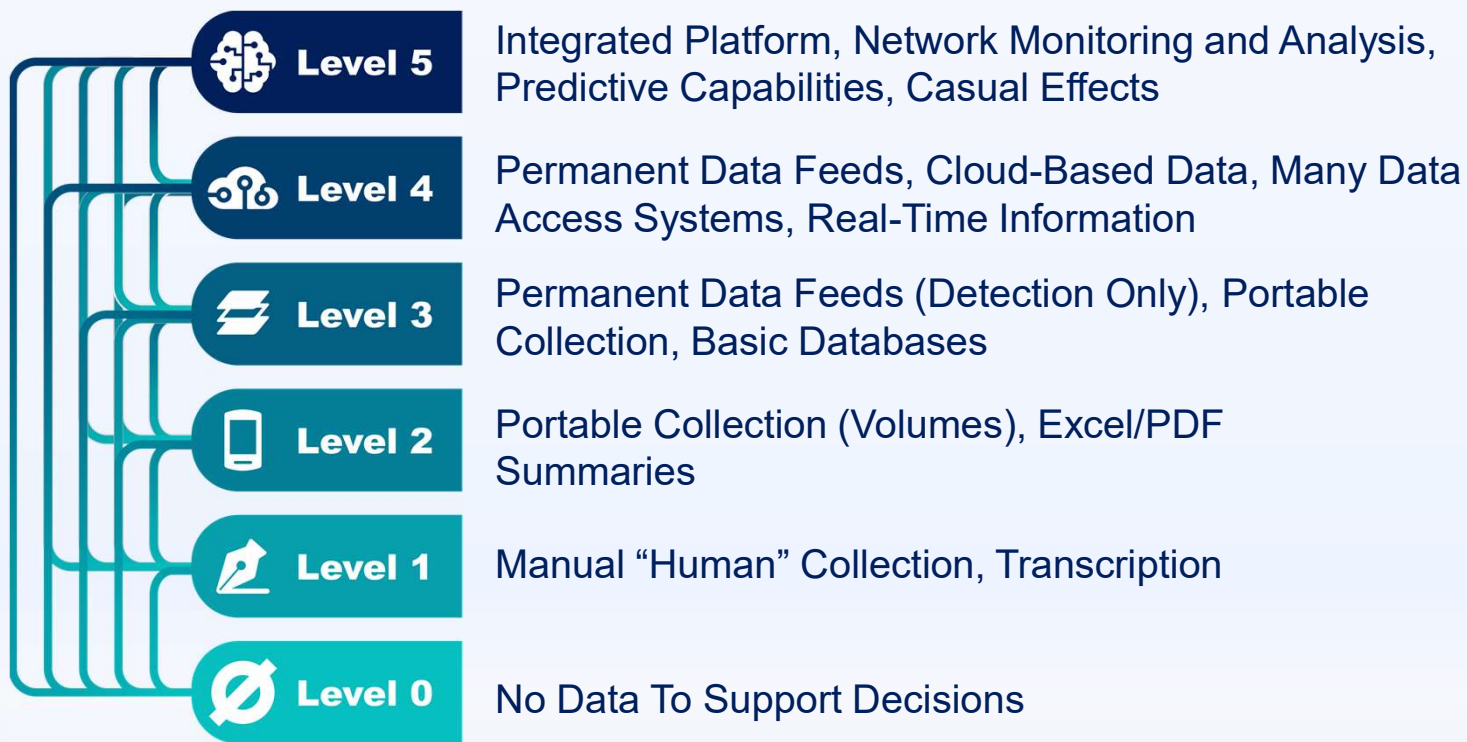 Level 5
Integrated Platform, Network Monitoring and Analysis,
Predictive Capabilities, Casual Effects
Level 4
Permanent Data Feeds, Cloud-Based Data, Many Data
Access Systems, Real-Time Information
Level 3
Permanent Data Feeds (Detection Only), Portable
Collection, Basic Databases
Level 2
Portable Collection (Volumes), Excel/PDF
Summaries
Level 1
Manual “Human” Collection, Transcription
Level 0
No Data To Support Decisions